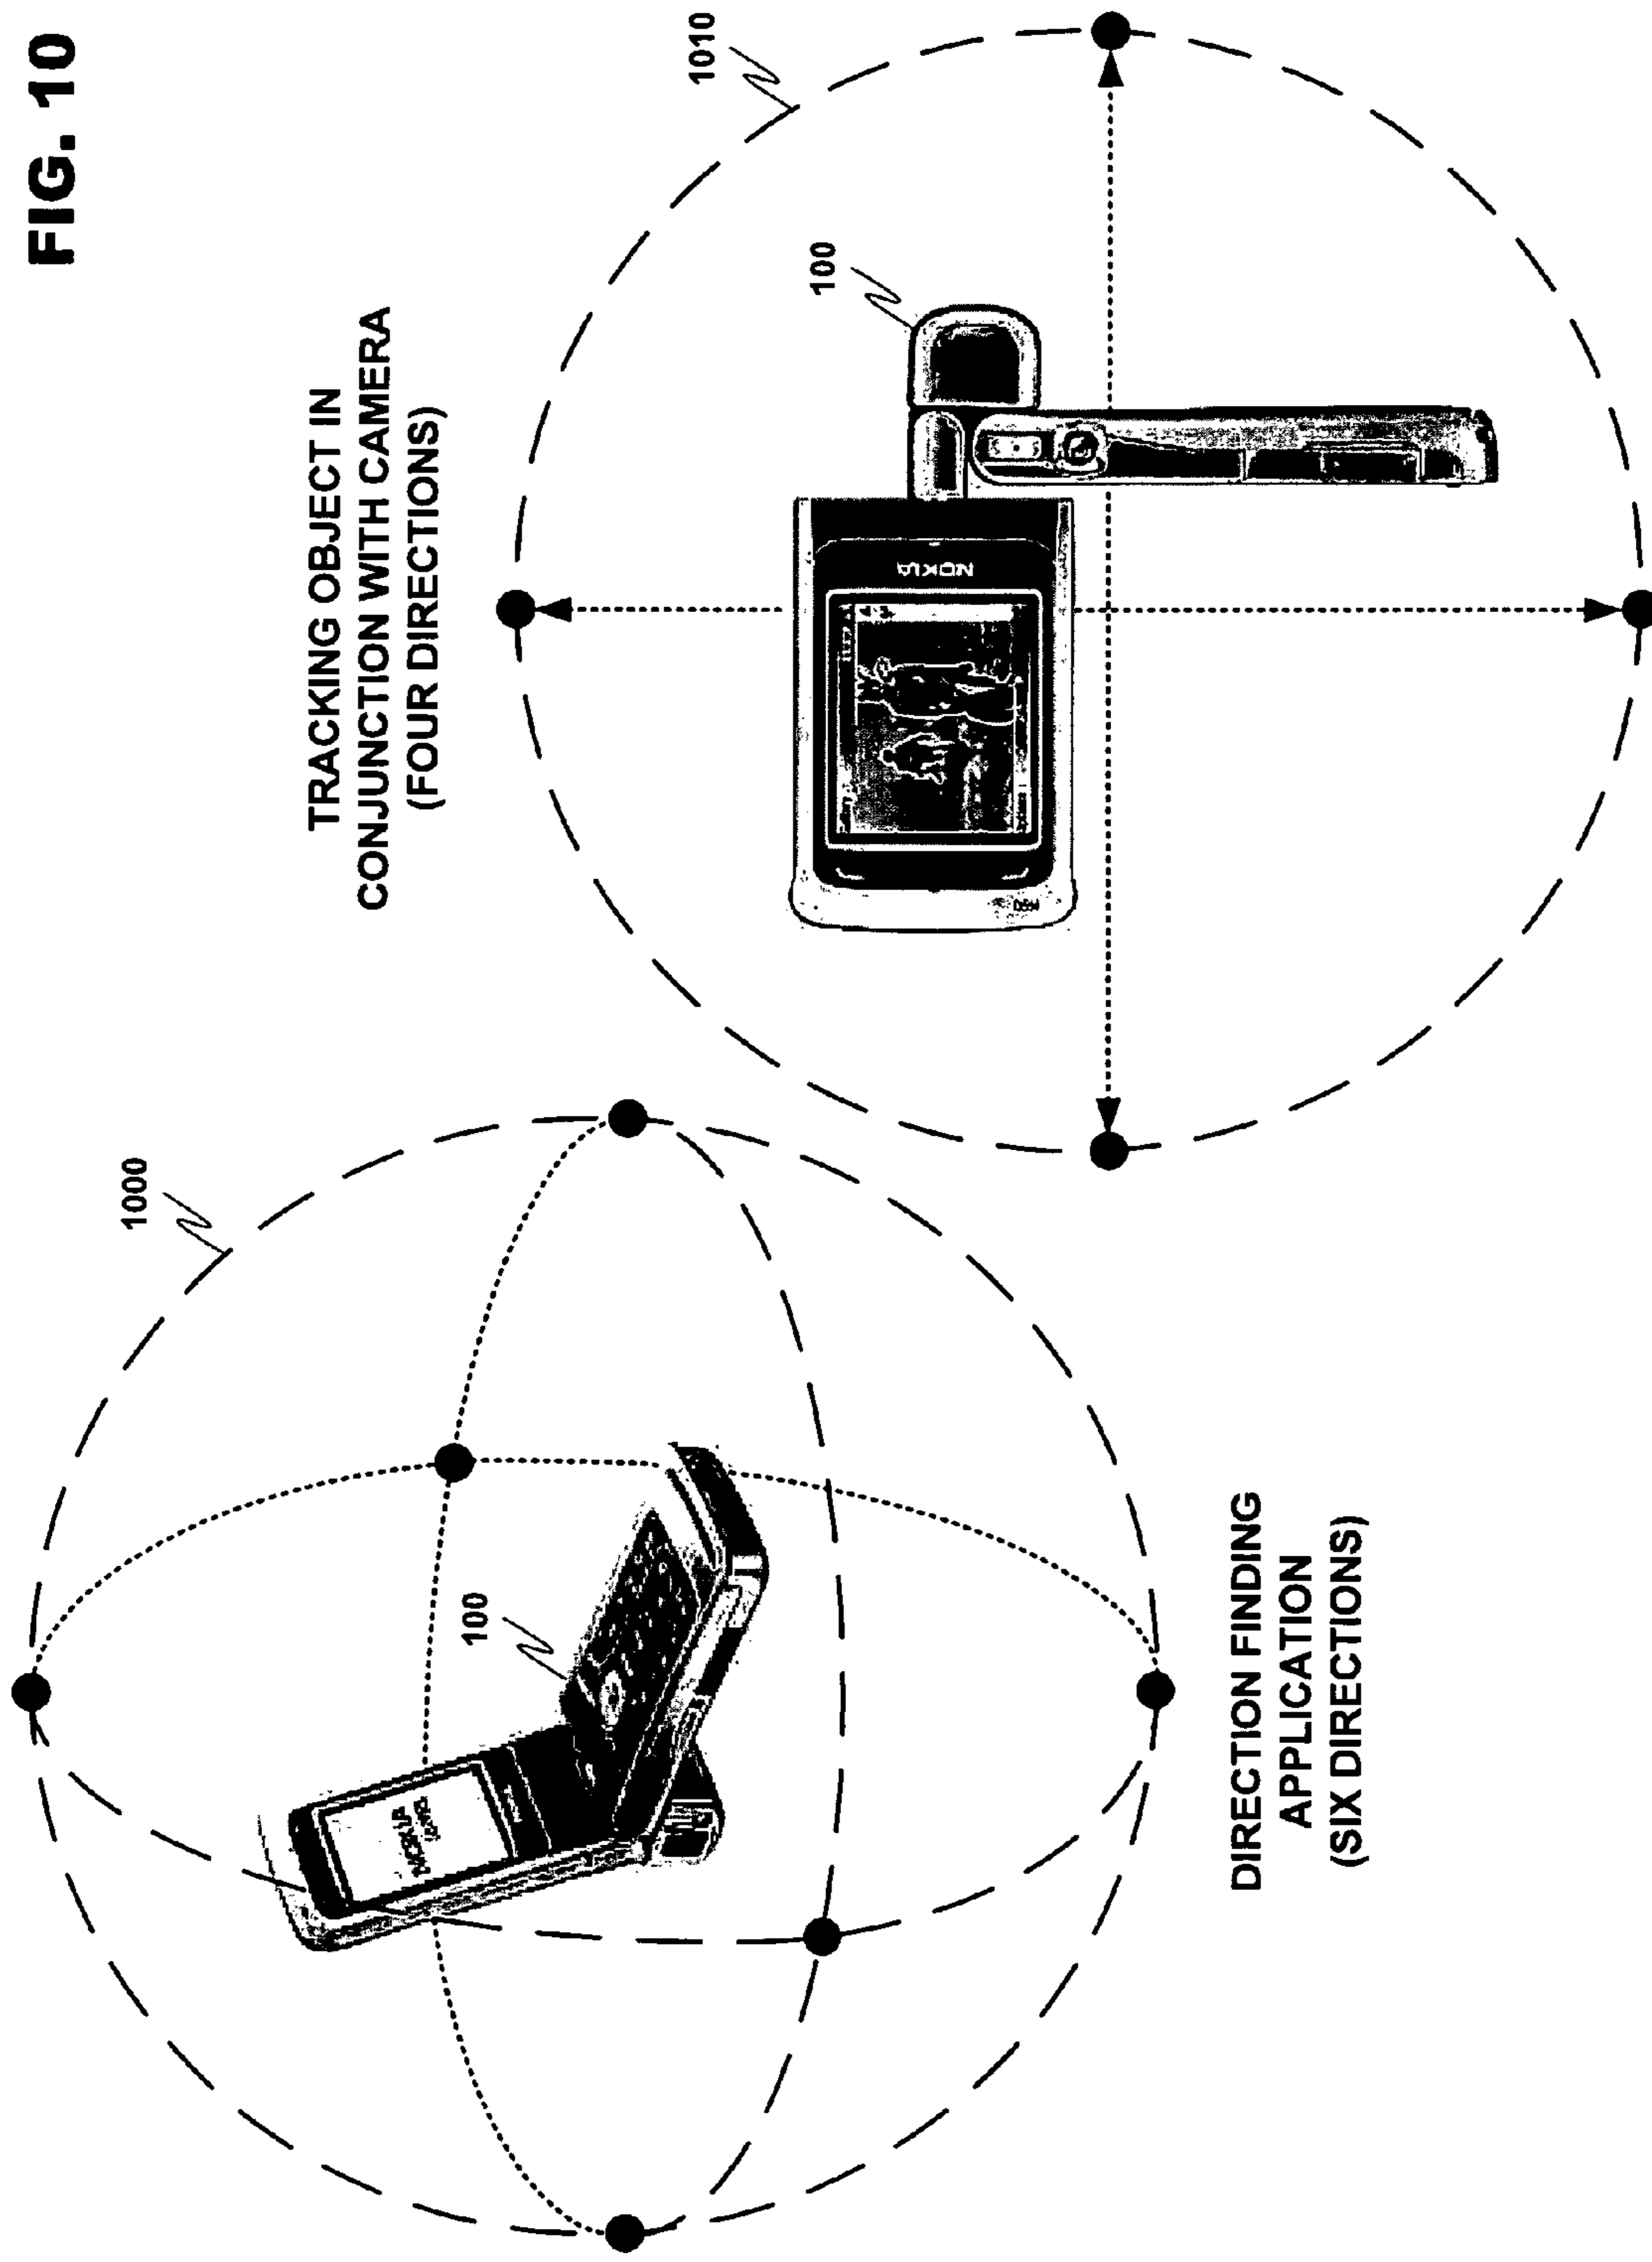 FIG. 10
1000
100
DIRECTION FINDING
APPLICATION
(SIX DIRECTIONS)
TRACKING OBJECT IN
CONJUNCTION WITH CAMERA
(FOUR DIRECTIONS)
1010
100
NOKIA
NOKIA